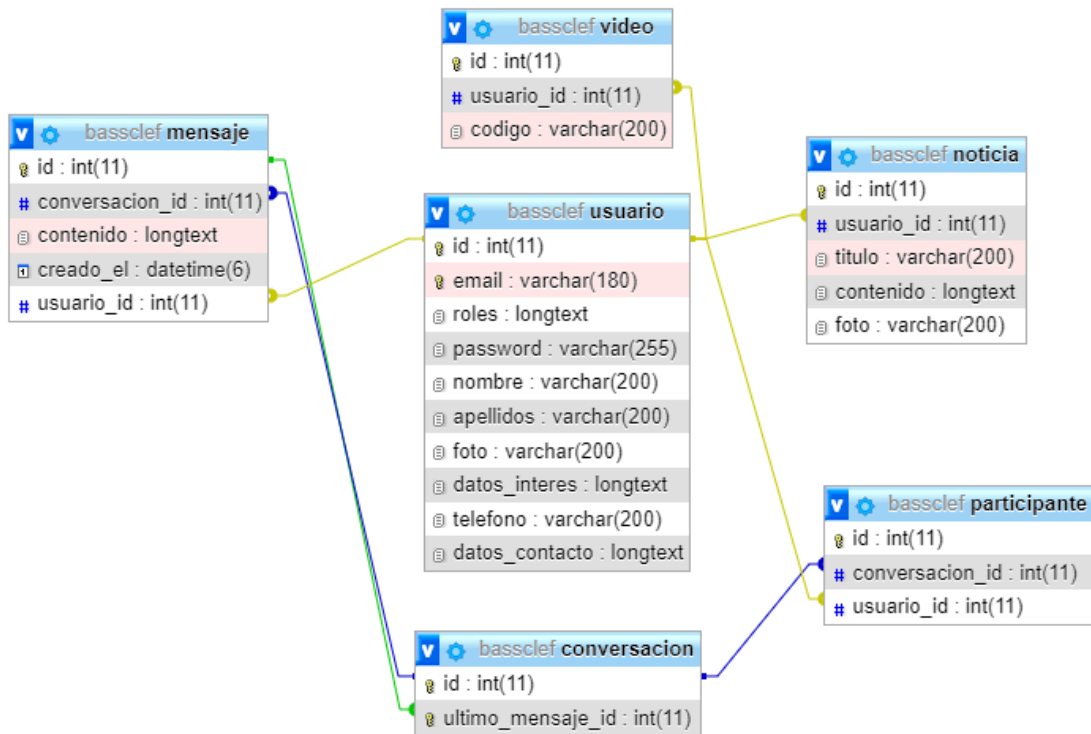 bassclef video
id : int(11)
usuario_id : int(11)
codigo : varchar(200)
bassclef mensaje
id : int(11)
conversacion_id : int(11)
contenido : longtext
creado_el : datetime(6)
usuario_id : int(11)
bassclef usuario
id : int(11)
email : varchar(180)
roles : longtext
password : varchar(255)
nombre : varchar(200)
apellidos : varchar(200)
foto : varchar(200)
datos_interes : longtext
telefono : varchar(200)
datos_contacto : longtext
bassclef noticia
id : int(11)
usuario_id : int(11)
titulo : varchar(200)
contenido : longtext
foto : varchar(200)
bassclef participante
id : int(11)
conversacion_id : int(11)
usuario_id : int(11)
bassclef conversacion
id : int(11)
ultimo_mensaje_id : int(11)